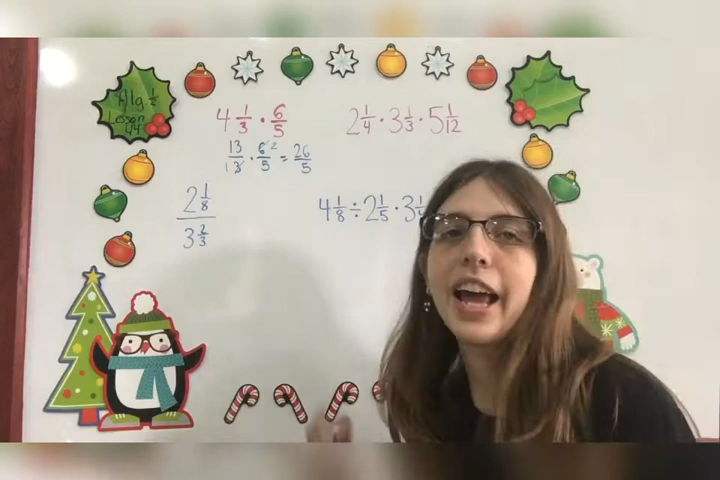 Alg ½
Lesson
44
4 1/3 · 6/5
13/3 · 6/5 = 26/5
2 1/4 · 3 1/3 · 5 1/12
2 1/8 / 3 2/3
4 1/8 ÷ 2 1/5 · 3